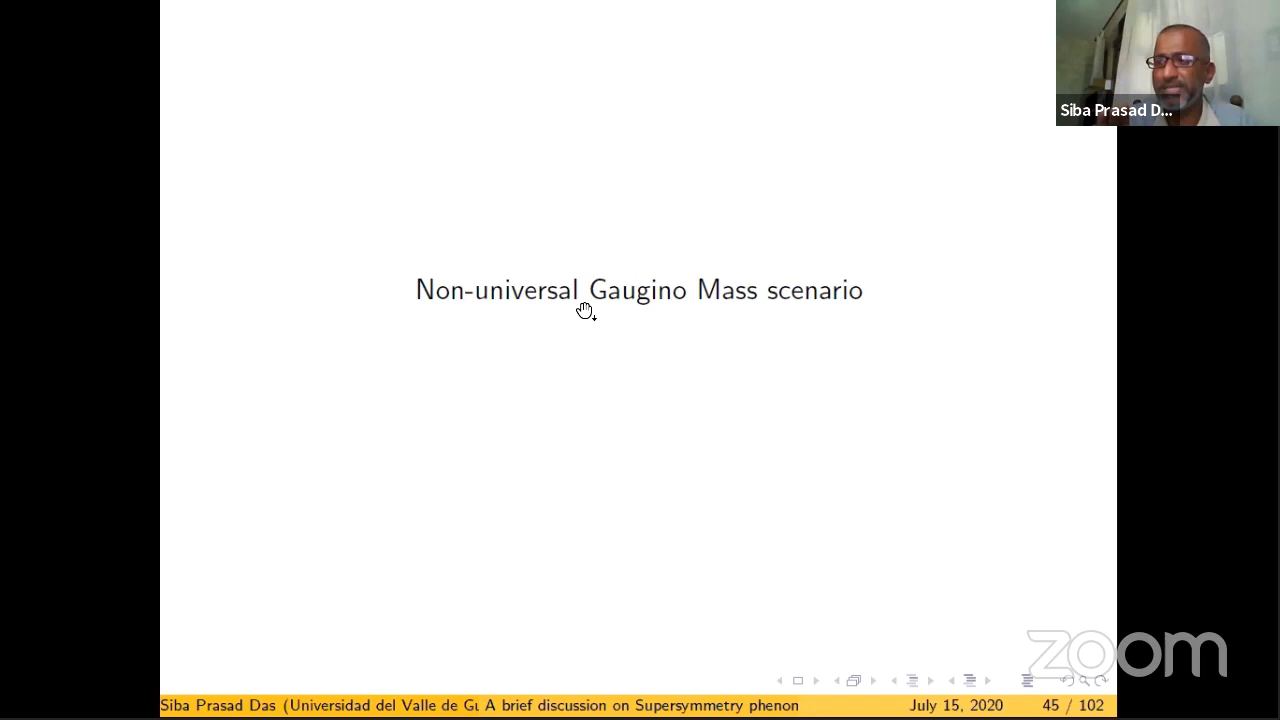 Siba Prasad D...
Non-universal Gaugino Mass scenario
zoom
Siba Prasad Das (Universidad del Valle de Gu A brief discussion on Supersymmetry phenon July 15, 2020 45 / 102